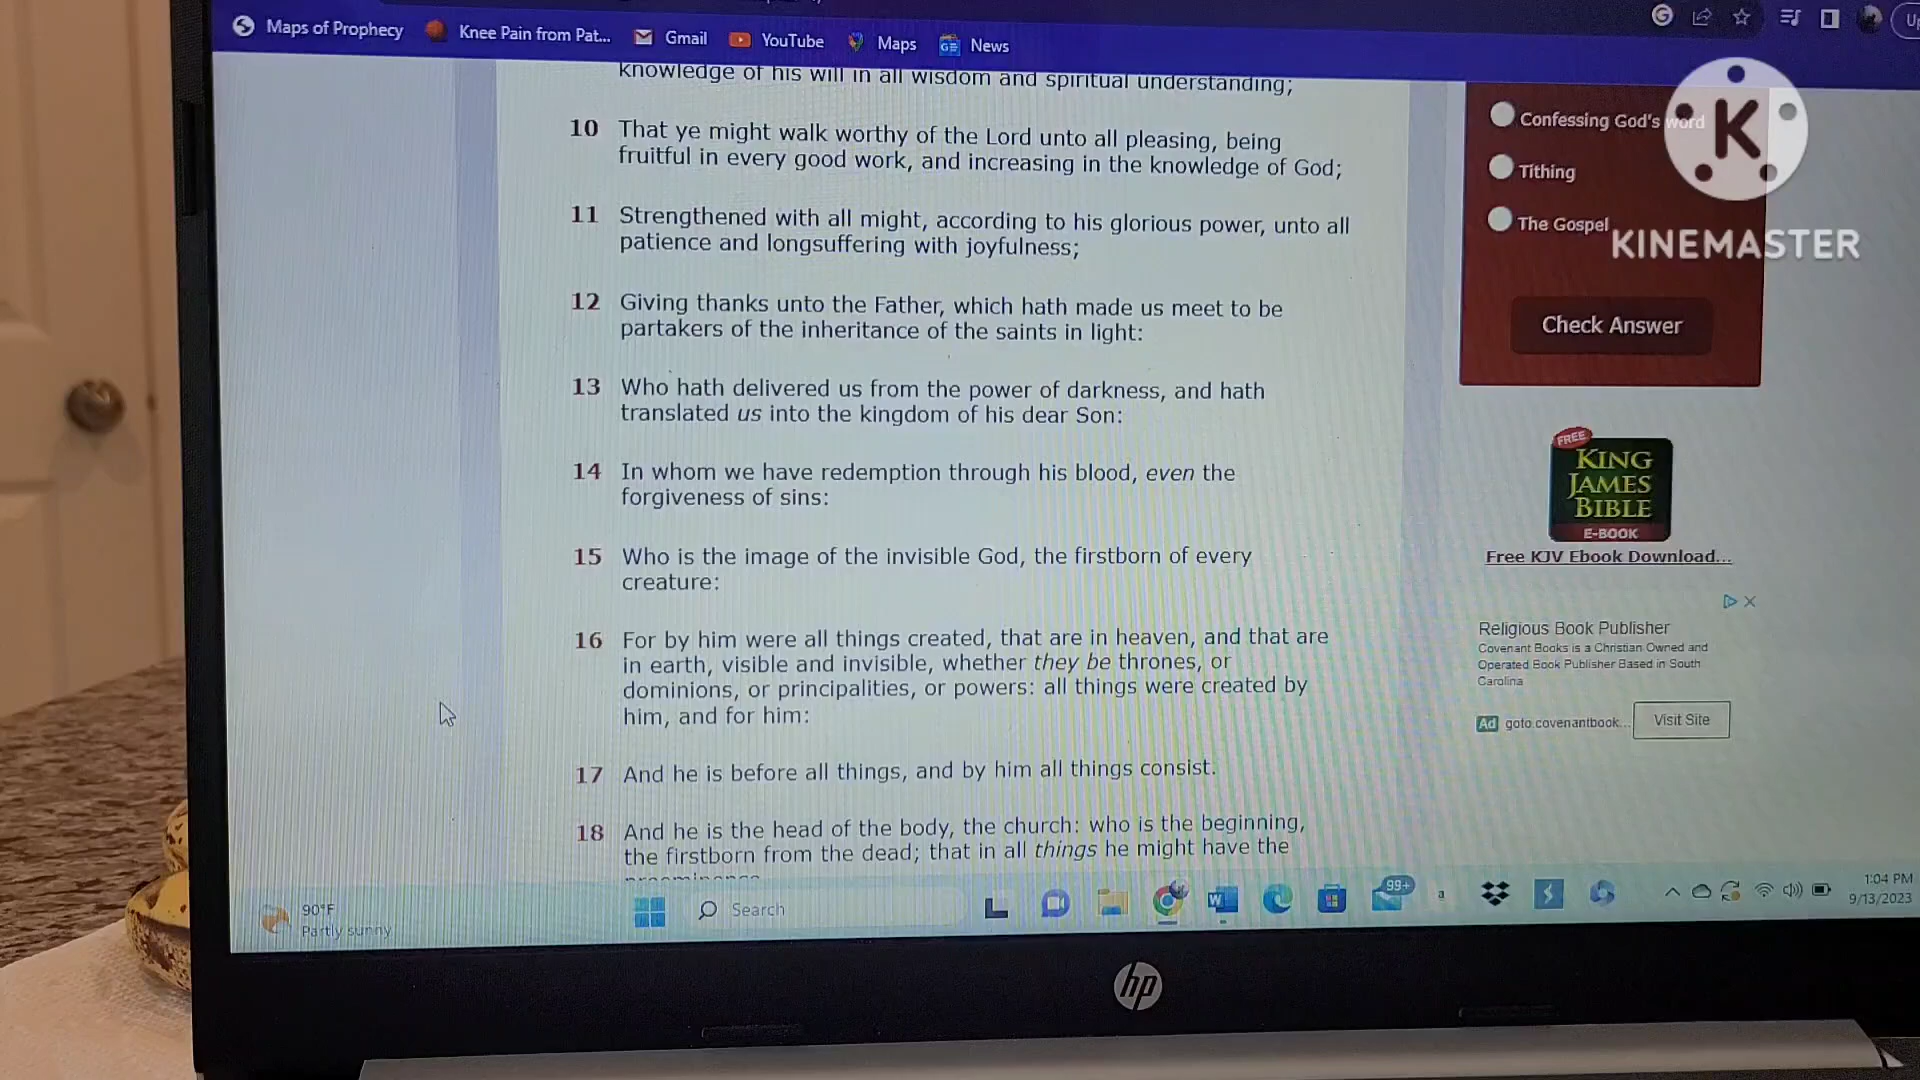 Maps of Prophecy
Knee Pain from Pat...
Gmail
YouTube
Maps
News
knowledge of his will in all wisdom and spiritual understanding;
10 That ye might walk worthy of the Lord unto all pleasing, being
fruitful in every good work, and increasing in the knowledge of God;
11 Strengthened with all might, according to his glorious power, unto all
patience and longsuffering with joyfulness;
12 Giving thanks unto the Father, which hath made us meet to be
partakers of the inheritance of the saints in light:
13 Who hath delivered us from the power of darkness, and hath
translated us into the kingdom of his dear Son:
14 In whom we have redemption through his blood, even the
forgiveness of sins:
15 Who is the image of the invisible God, the firstborn of every
creature:
16 For by him were all things created, that are in heaven, and that are
in earth, visible and invisible, whether they be thrones, or
dominions, or principalities, or powers: all things were created by
him, and for him:
17 And he is before all things, and by him all things consist.
18 And he is the head of the body, the church: who is the beginning,
the firstborn from the dead; that in all things he might have the
Confessing God's word
Tithing
The Gospel
Check Answer
K
KINEMASTER
FREE
KING
JAMES
BIBLE
E-BOOK
Free KJV Ebook Download...
Religious Book Publisher
Covenant Books is a Christian Owned and
Operated Book Publisher Based in South
Carolina
Ad goto.covenantbook...
Visit Site
90°F
Partly sunny
Search
99+
a
1:04 PM
9/13/2023
hp